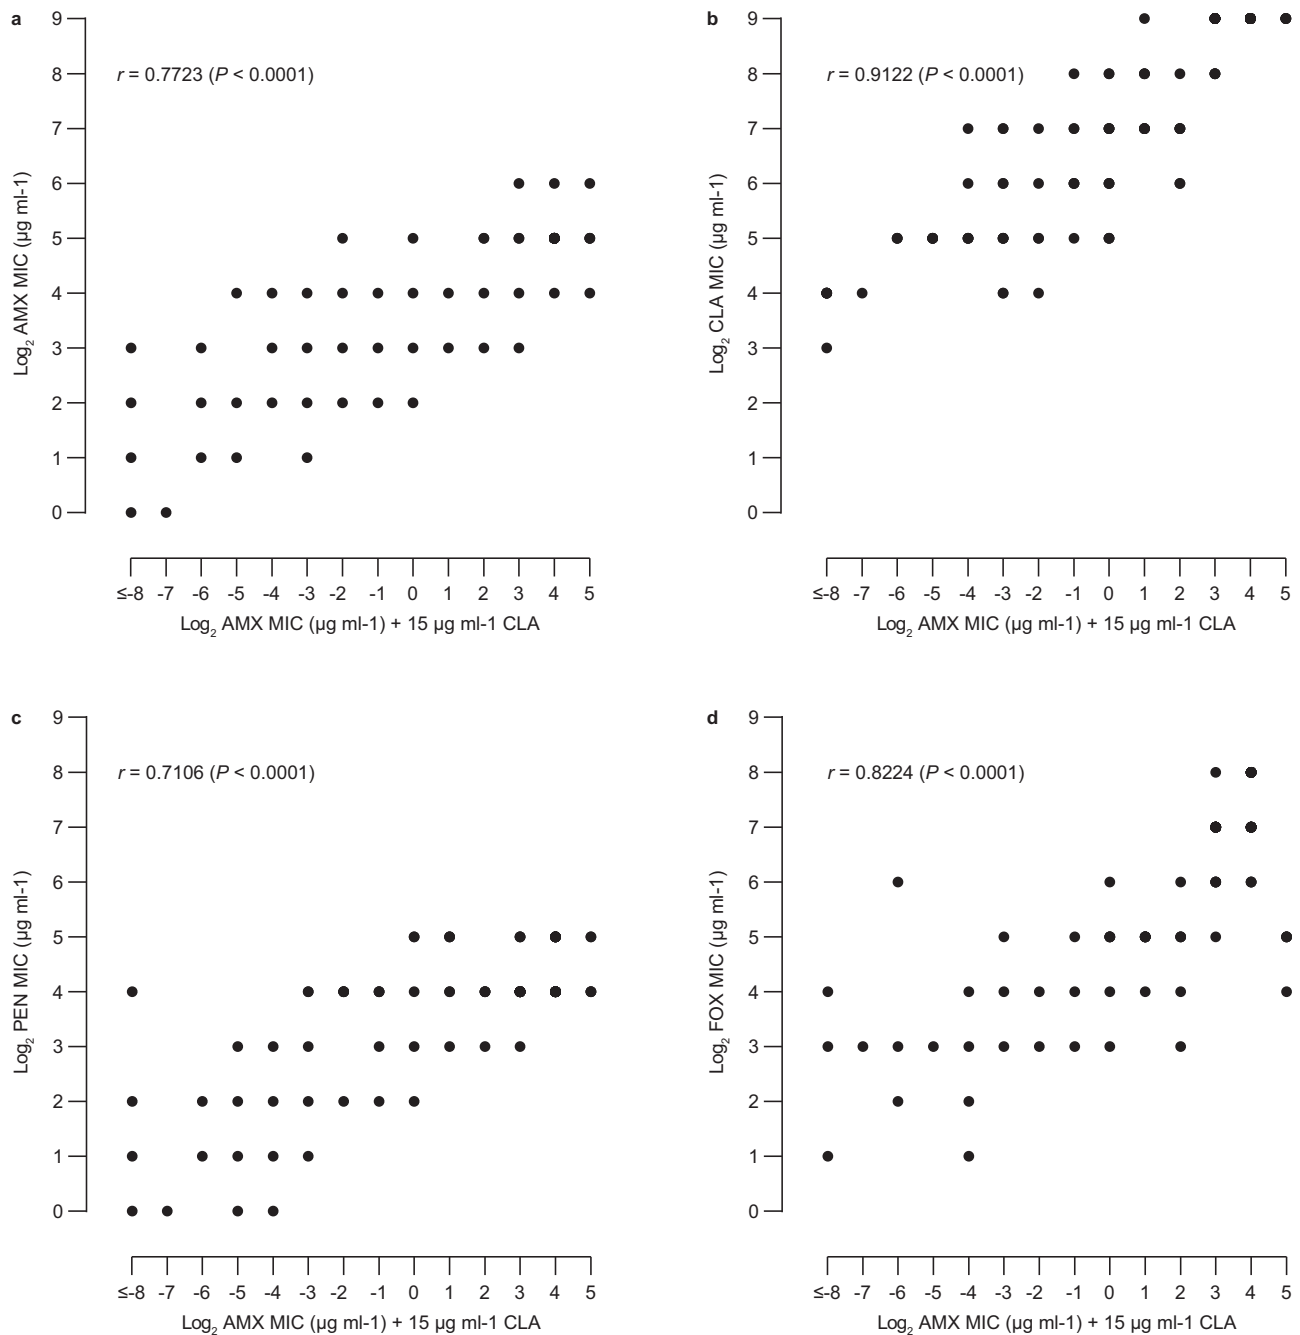 a
r = 0.7723 (P < 0.0001)
Log2 AMX MIC (µg ml-1)
9
8
7
6
5
4
3
2
1
0
≤-8 -7 -6 -5 -4 -3 -2 -1 0 1 2 3 4 5
Log2 AMX MIC (µg ml-1) + 15 µg ml-1 CLA
b
r = 0.9122 (P < 0.0001)
Log2 CLA MIC (µg ml-1)
9
8
7
6
5
4
3
2
1
0
≤-8 -7 -6 -5 -4 -3 -2 -1 0 1 2 3 4 5
Log2 AMX MIC (µg ml-1) + 15 µg ml-1 CLA
c
r = 0.7106 (P < 0.0001)
Log2 PEN MIC (µg ml-1)
9
8
7
6
5
4
3
2
1
0
≤-8 -7 -6 -5 -4 -3 -2 -1 0 1 2 3 4 5
Log2 AMX MIC (µg ml-1) + 15 µg ml-1 CLA
d
r = 0.8224 (P < 0.0001)
Log2 FOX MIC (µg ml-1)
9
8
7
6
5
4
3
2
1
0
≤-8 -7 -6 -5 -4 -3 -2 -1 0 1 2 3 4 5
Log2 AMX MIC (µg ml-1) + 15 µg ml-1 CLA